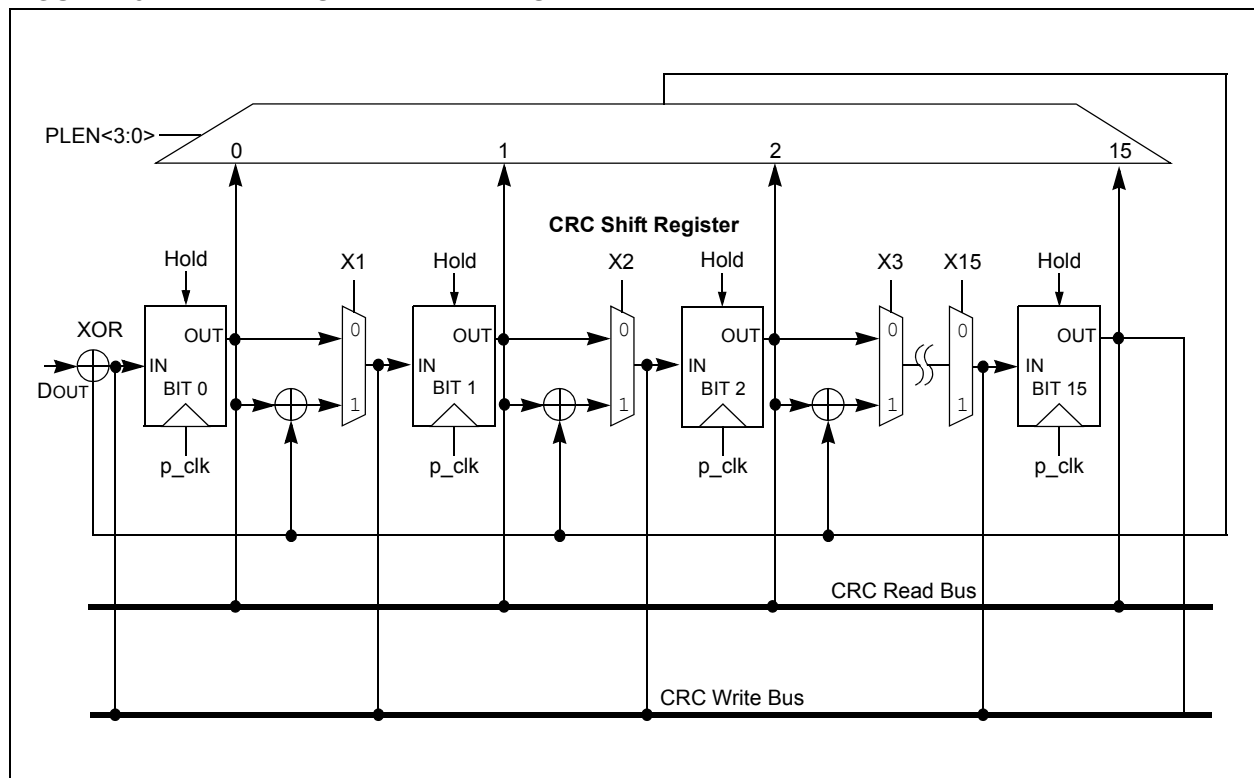 PLEN<3:0>
0 1 2 15
CRC Shift Register
Hold X1 Hold X2 Hold X3 X15 Hold
XOR OUT 0 OUT 0 OUT 0 0
DOUT IN IN IN IN
BIT 0 1 BIT 1 1 BIT 2 1 1 BIT 15
p_clk p_clk p_clk p_clk
CRC Read Bus
CRC Write Bus